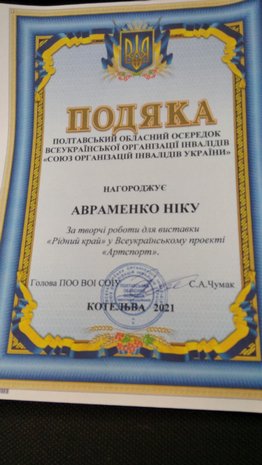 ПОДЯКА
ПОЛТАВСЬКИЙ ОБЛАСНИЙ ОСЕРЕДОК
ВСЕУКРАЇНСЬКОЇ ОРГАНІЗАЦІЇ ІНВАЛІДІВ
«СОЮЗ ОРГАНІЗАЦІЙ ІНВАЛІДІВ УКРАЇНИ»
НАГОРОДЖУЄ
АВРАМЕНКО НІКУ
За творчі роботи для виставки
«Рідний край» у Всеукраїнському проекті
«Артспорт».
Голова ПОО ВОІ СОІУ С.А.Чумак
КОТЕЛЬВА 2021